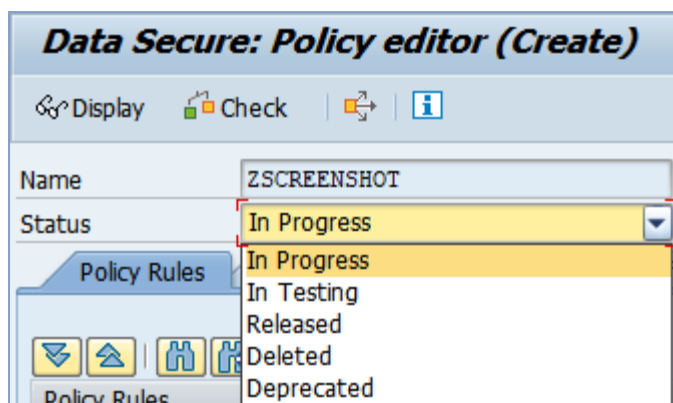 Data Secure: Policy editor (Create)
Display Check
Name ZSCREENSHOT
Status In Progress
In Progress
Policy Rules
In Testing
Released
Deleted
Deprecated
Policy Rules